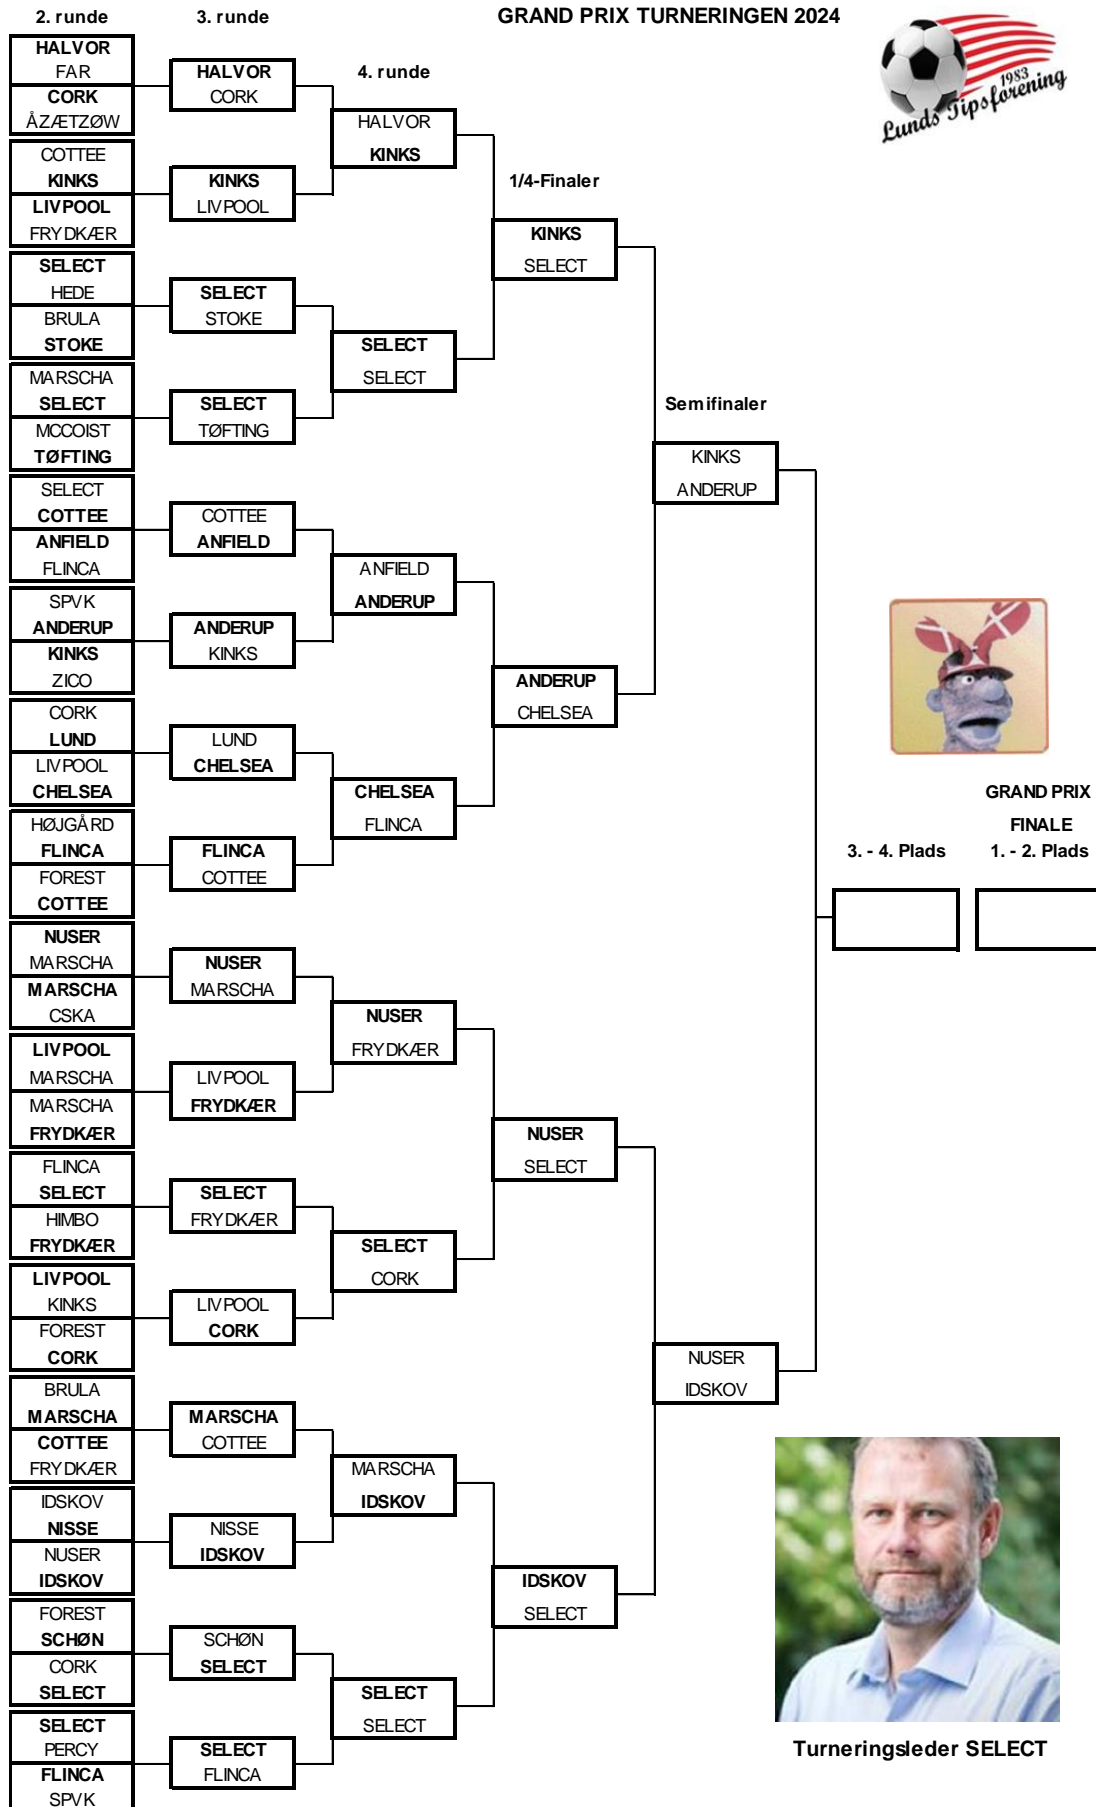 2. runde
3. runde
GRAND PRIX TURNERINGEN 2024
1983
Lunds Tipsforening
HALVOR
FAR
CORK
ÅZÆTZØW
COTTEE
KINKS
LIVPOOL
FRYDKÆR
SELECT
HEDE
BRULA
STOKE
MARSCHA
SELECT
MCCOIST
TØFTING
SELECT
COTTEE
ANFIELD
FLINCA
SPVK
ANDERUP
KINKS
ZICO
CORK
LUND
LIVPOOL
CHELSEA
HØJGÅRD
FLINCA
FOREST
COTTEE
NUSER
MARSCHA
MARSCHA
CSKA
LIVPOOL
MARSCHA
MARSCHA
FRYDKÆR
FLINCA
SELECT
HIMBO
FRYDKÆR
LIVPOOL
KINKS
FOREST
CORK
BRULA
MARSCHA
COTTEE
FRYDKÆR
IDSKOV
NISSE
NUSER
IDSKOV
FOREST
SCHØN
CORK
SELECT
SELECT
PERCY
FLINCA
SPVK
HALVOR
CORK
KINKS
LIVPOOL
SELECT
STOKE
SELECT
TØFTING
COTTEE
ANFIELD
ANDERUP
KINKS
LUND
CHELSEA
FLINCA
COTTEE
NUSER
MARSCHA
LIVPOOL
FRYDKÆR
SELECT
FRYDKÆR
LIVPOOL
CORK
MARSCHA
COTTEE
NISSE
IDSKOV
SCHØN
SELECT
SELECT
FLINCA
4. runde
HALVOR
KINKS
SELECT
SELECT
ANFIELD
ANDERUP
CHELSEA
FLINCA
NUSER
FRYDKÆR
SELECT
CORK
MARSCHA
IDSKOV
SELECT
SELECT
1/4-Finaler
KINKS
SELECT
ANDERUP
CHELSEA
NUSER
SELECT
IDSKOV
SELECT
Semifinaler
KINKS
ANDERUP
NUSER
IDSKOV
3. - 4. Plads
GRAND PRIX
FINALE
1. - 2. Plads
Turneringsleder SELECT